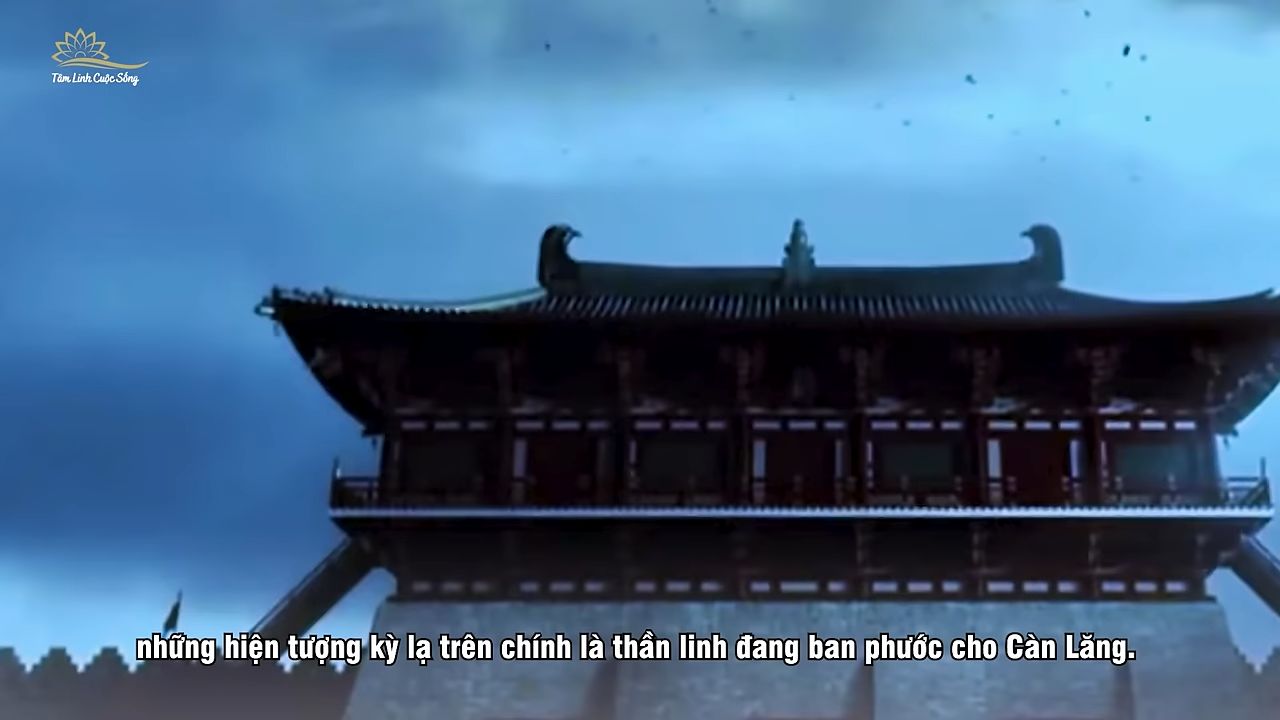 Tâm Linh Cuộc Sống
những hiện tượng kỳ lạ trên chính là thần linh đang ban phước cho Càn Lăng.